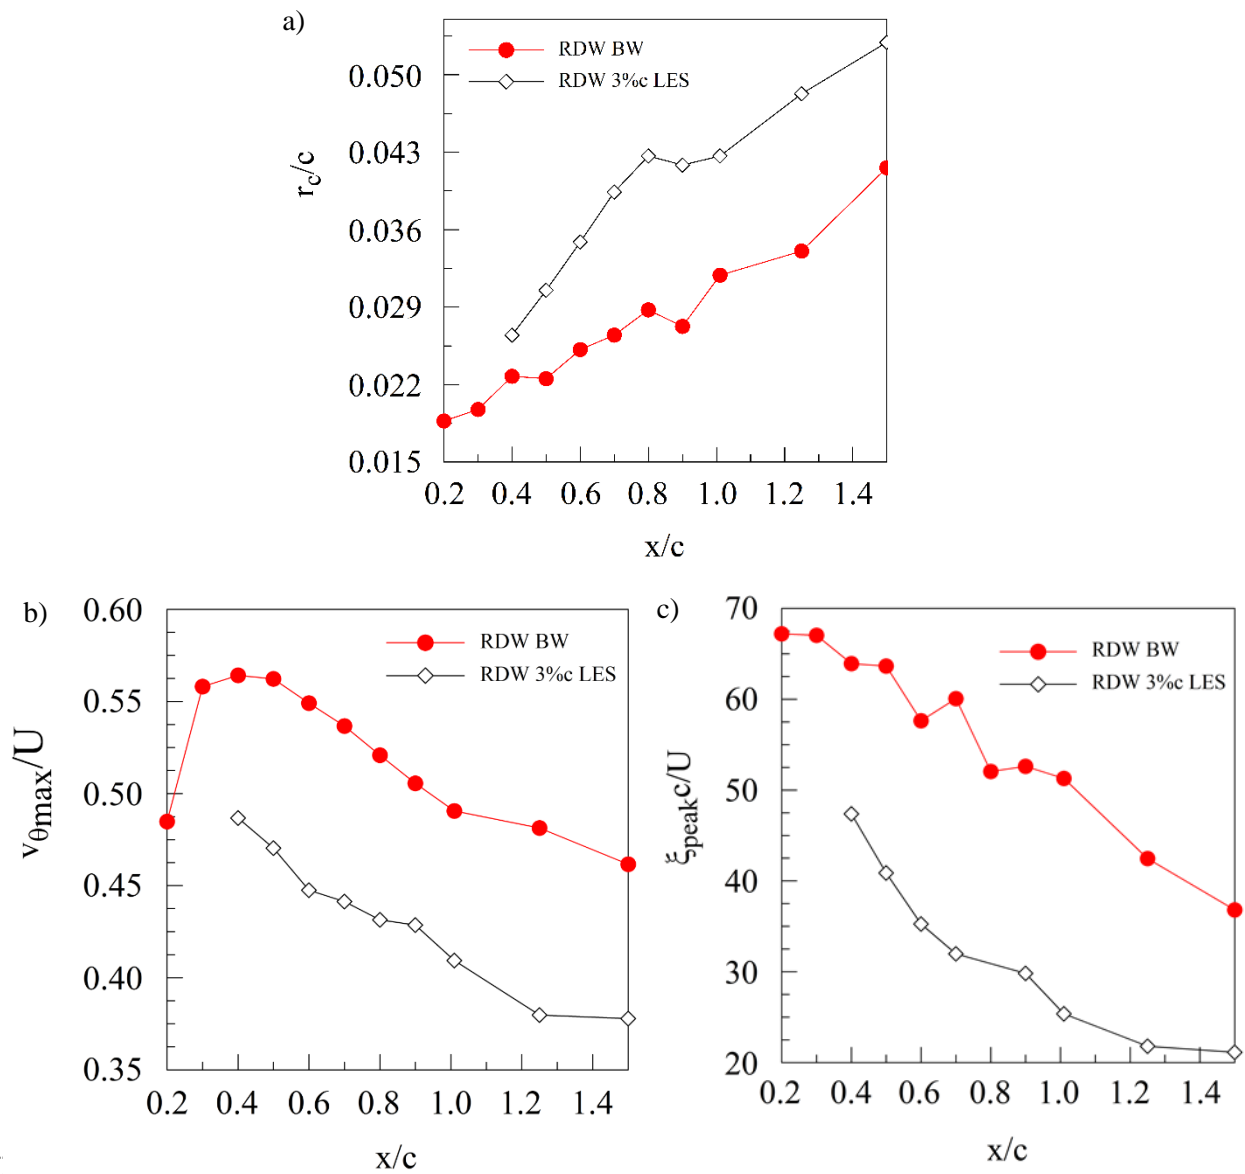 a)
RDW BW
RDW 3%c LES
0.050
0.043
0.036
0.029
0.022
0.015
r_c/c
0.2 0.4 0.6 0.8 1.0 1.2 1.4
x/c
b)
RDW BW
RDW 3%c LES
0.60
0.55
0.50
0.45
0.40
0.35
v_θmax/U
0.2 0.4 0.6 0.8 1.0 1.2 1.4
x/c
c)
RDW BW
RDW 3%c LES
70
60
50
40
30
20
ξ_peak c/U
0.2 0.4 0.6 0.8 1.0 1.2 1.4
x/c